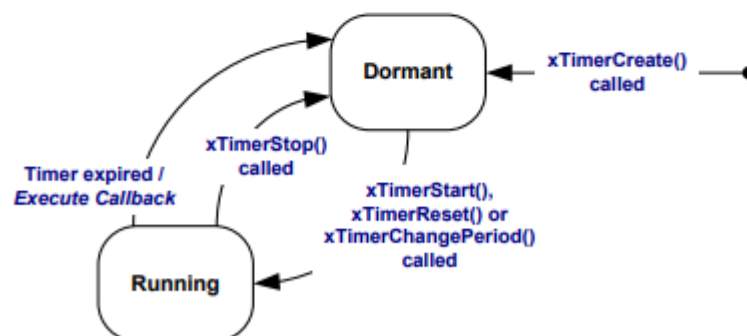 Dormant
xTimerCreate()
called
xTimerStop()
called
Timer expired /
Execute Callback
xTimerStart(),
xTimerReset() or
xTimerChangePeriod()
called
Running